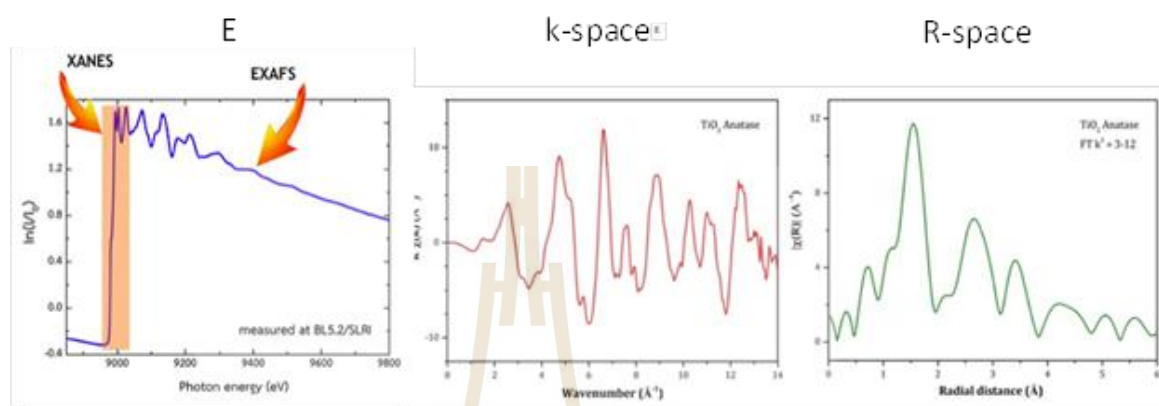 E
k-space
R-space
XANES
EXAFS
ln(I/I₀)
1.6
1.2
0.8
0.4
0.0
-0.4
9000
9200
9400
9600
9800
measured at BL5.2/SLRI
Photon energy (eV)
TiO₂ Anatase
10
0
-10
0
2
4
6
8
10
12
14
Wavenumber (Å⁻¹)
TiO₂ Anatase
FT k³ = 3-12
|χ(R)| (Å⁻⁴)
12
8
4
0
0
1
2
3
4
5
6
Radial distance (Å)